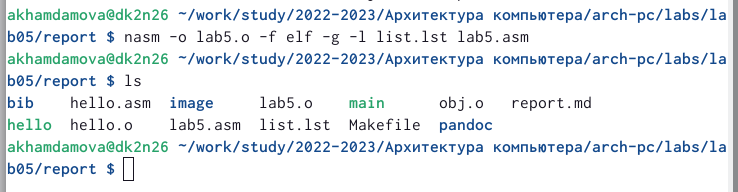 akhamdamova@dk2n26 ~/work/study/2022-2023/Архитектура компьютера/arch-pc/labs/la
b05/report $ nasm -o lab5.o -f elf -g -l list.lst lab5.asm
akhamdamova@dk2n26 ~/work/study/2022-2023/Архитектура компьютера/arch-pc/labs/la
b05/report $ ls
bib hello.asm image lab5.o main obj.o report.md
hello hello.o lab5.asm list.lst Makefile pandoc
akhamdamova@dk2n26 ~/work/study/2022-2023/Архитектура компьютера/arch-pc/labs/la
b05/report $